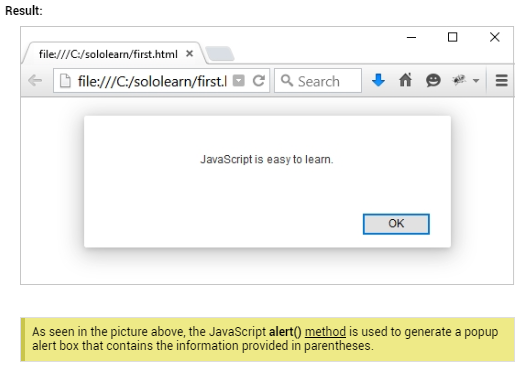 Result:
file:///C:/sololearn/first.html ×
file:///C:/sololearn/first.l
Search
JavaScript is easy to learn.
OK
As seen in the picture above, the JavaScript alert() method is used to generate a popup
alert box that contains the information provided in parentheses.